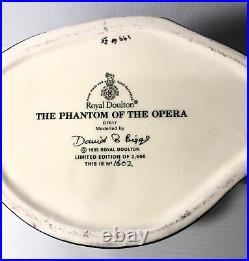 Royal Doulton
THE PHANTOM OF THE OPERA
D7017
Modelled by
David B Biggs
© 1995 ROYAL DOULTON
LIMITED EDITION OF 2,500
THIS IS Nº 1602